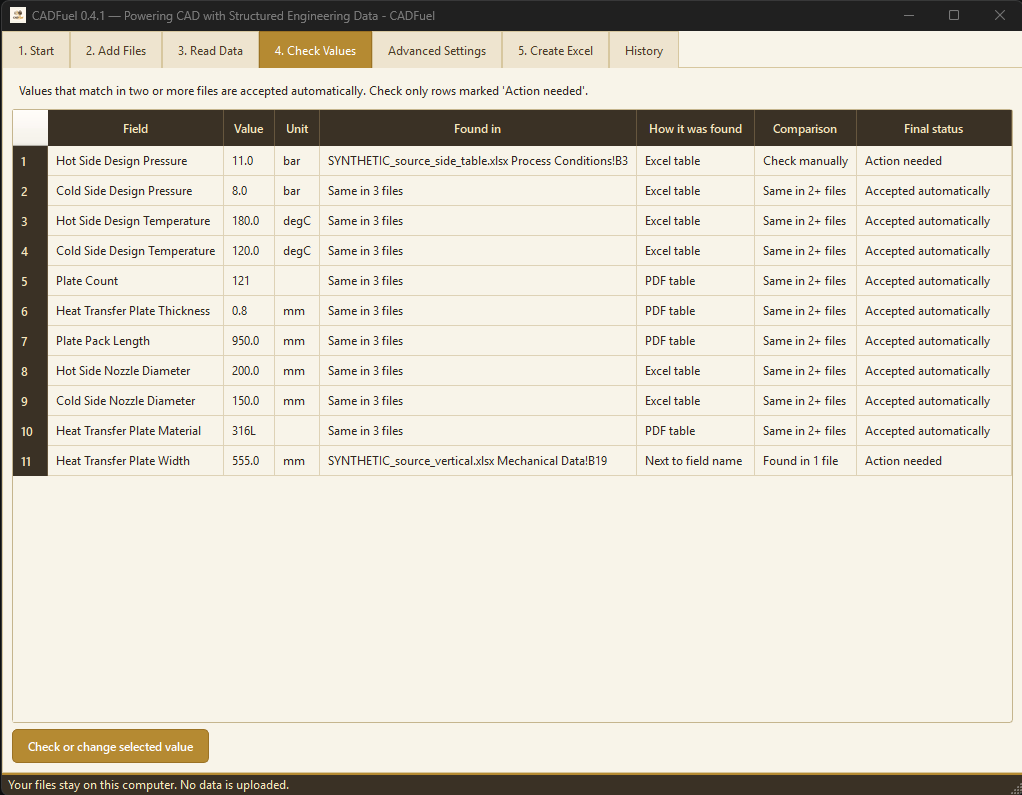 CADFuel 0.4.1 — Powering CAD with Structured Engineering Data - CADFuel
1. Start 2. Add Files 3. Read Data 4. Check Values Advanced Settings 5. Create Excel History
Values that match in two or more files are accepted automatically. Check only rows marked 'Action needed'.
Field Value Unit Found in How it was found Comparison Final status
1 Hot Side Design Pressure 11.0 bar SYNTHETIC_source_side_table.xlsx Process Conditions!B3 Excel table Check manually Action needed
2 Cold Side Design Pressure 8.0 bar Same in 3 files Excel table Same in 2+ files Accepted automatically
3 Hot Side Design Temperature 180.0 degC Same in 3 files Excel table Same in 2+ files Accepted automatically
4 Cold Side Design Temperature 120.0 degC Same in 3 files Excel table Same in 2+ files Accepted automatically
5 Plate Count 121 Same in 3 files PDF table Same in 2+ files Accepted automatically
6 Heat Transfer Plate Thickness 0.8 mm Same in 3 files PDF table Same in 2+ files Accepted automatically
7 Plate Pack Length 950.0 mm Same in 3 files PDF table Same in 2+ files Accepted automatically
8 Hot Side Nozzle Diameter 200.0 mm Same in 3 files Excel table Same in 2+ files Accepted automatically
9 Cold Side Nozzle Diameter 150.0 mm Same in 3 files Excel table Same in 2+ files Accepted automatically
10 Heat Transfer Plate Material 316L Same in 3 files PDF table Same in 2+ files Accepted automatically
11 Heat Transfer Plate Width 555.0 mm SYNTHETIC_source_vertical.xlsx Mechanical Data!B19 Next to field name Found in 1 file Action needed
Check or change selected value
Your files stay on this computer. No data is uploaded.